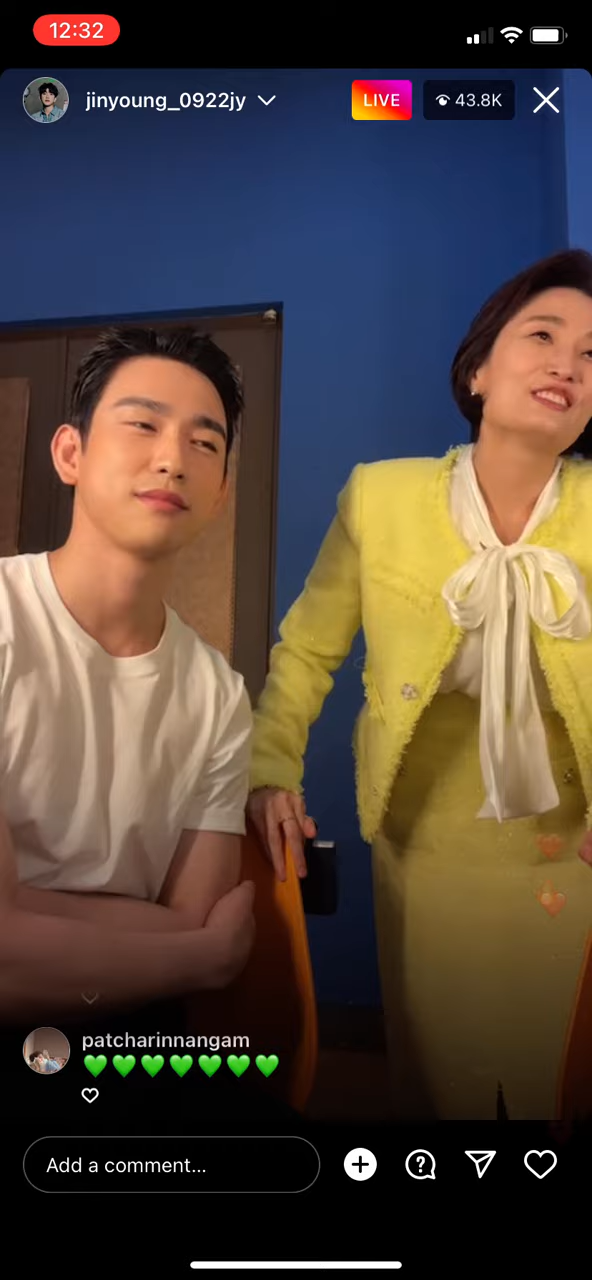 12:32
jinyoung_0922jy
LIVE
43.8K
patcharinnangam
💚💚💚💚💚💚💚
Add a comment...